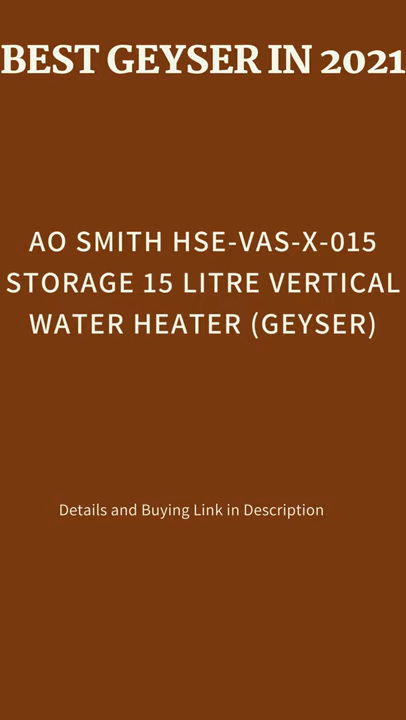 BEST GEYSER IN 2021
AO SMITH HSE-VAS-X-015
STORAGE 15 LITRE VERTICAL
WATER HEATER (GEYSER)
Details and Buying Link in Description